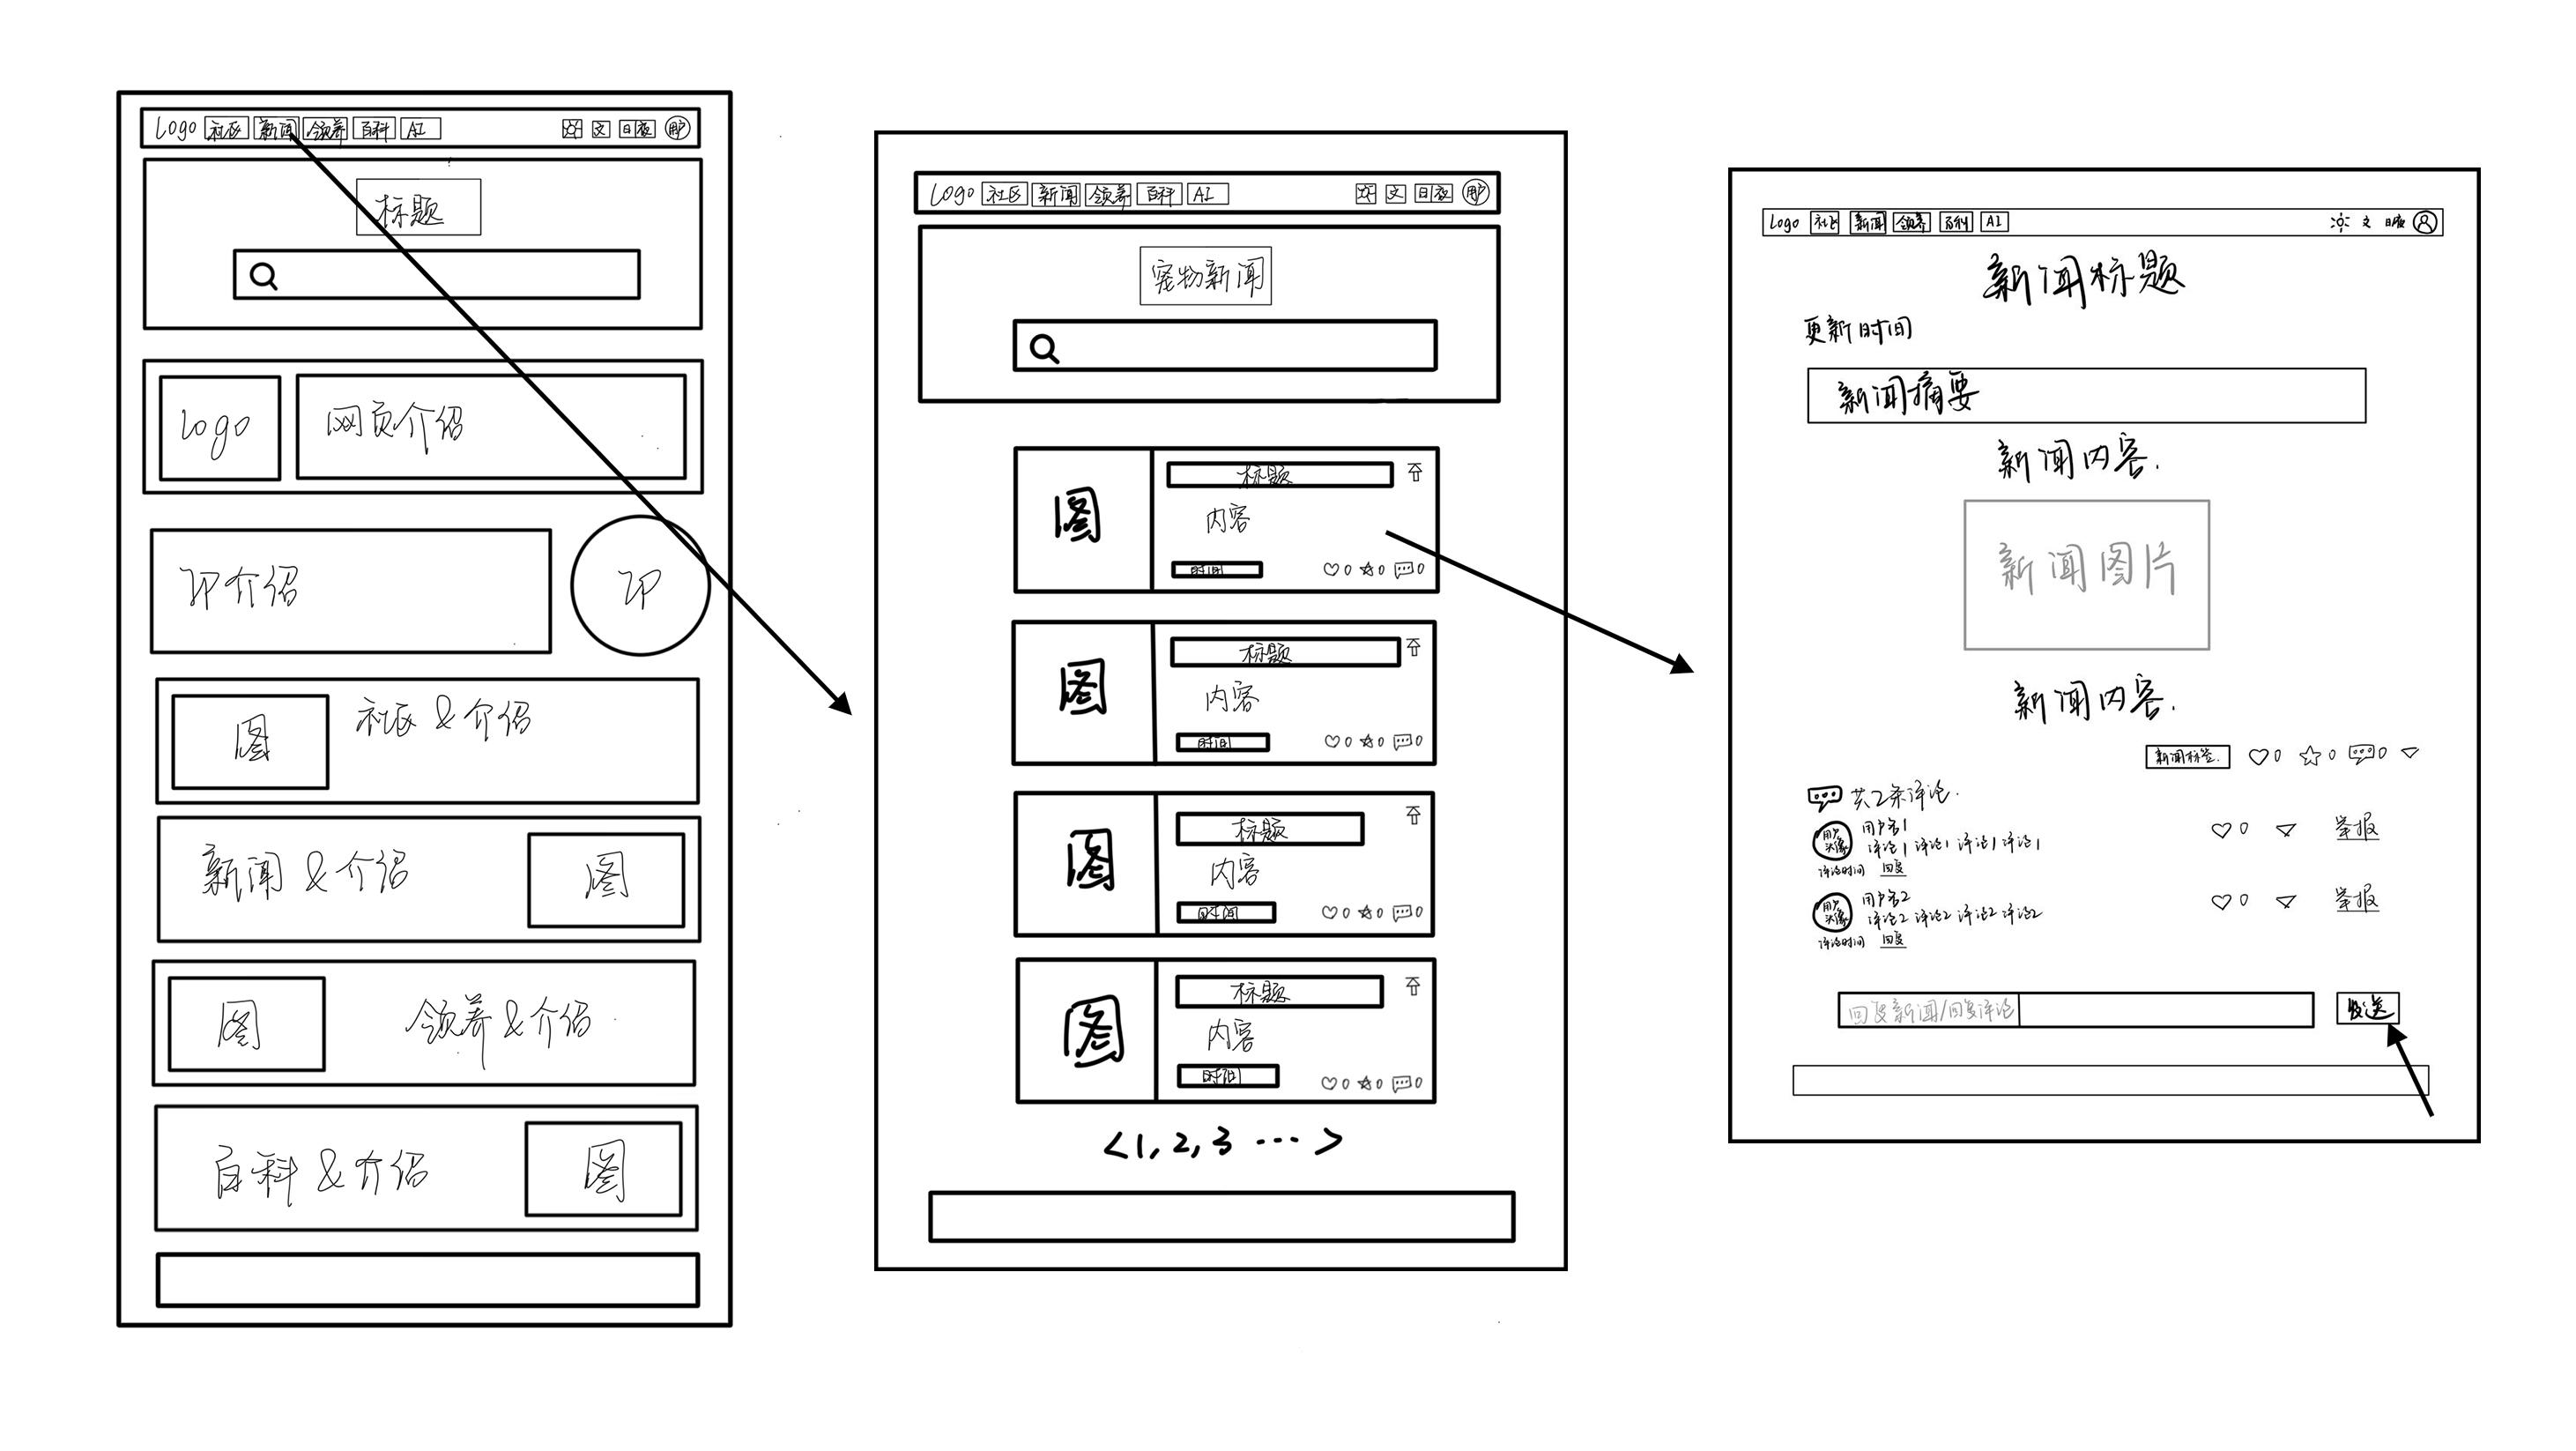 Logo 社区 新闻 领养 百科 AI 文 日夜 用户
标题
Logo
网页介绍
IP介绍
IP
图
社区 & 介绍
新闻 & 介绍
图
图
领养 & 介绍
百科 & 介绍
图
Logo 社区 新闻 领养 百科 AI 文 日夜 用户
宠物新闻
图
标题
内容
时间 0 0 0
图
标题
内容
时间 0 0 0
图
标题
内容
时间 0 0 0
图
标题
内容
时间 0 0 0
<1, 2, 3 ··· >
Logo 社区 新闻 领养 百科 AI 文 日夜
新闻标题
更新时间
新闻摘要
新闻内容.
新闻图片
新闻内容.
新闻标签. 0 0 0
共2条评论.
用户头像
用户名1
评论1 评论1 评论1 评论1
评论时间 回复
0 举报
用户头像
用户名2
评论2 评论2 评论2 评论2
评论时间 回复
0 举报
回复新闻/回复评论
发送